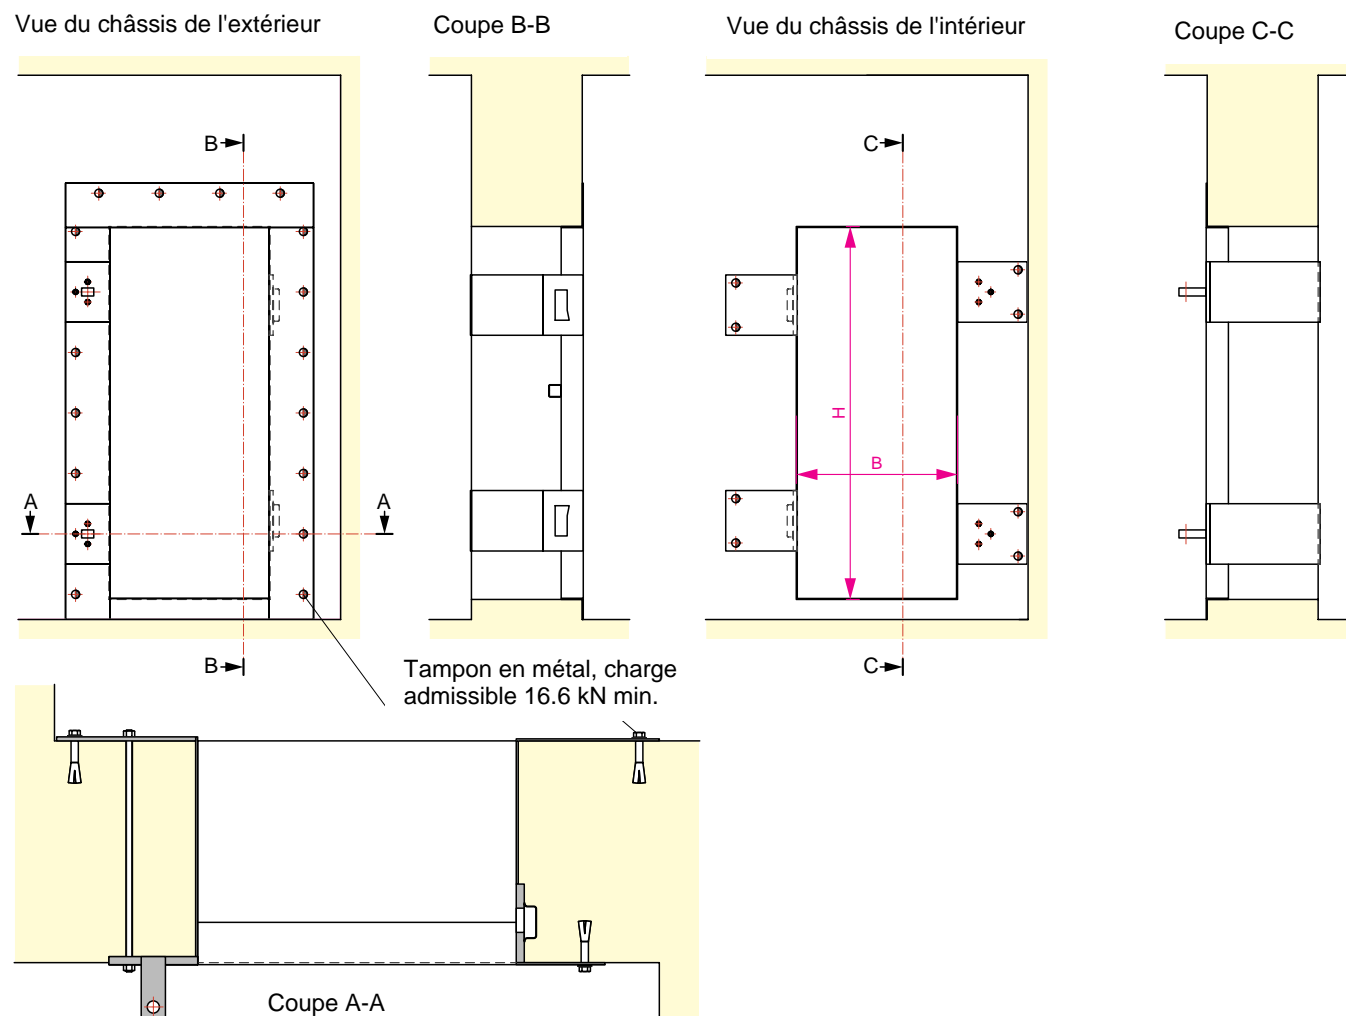 Vue du châssis de l'extérieur
Coupe B-B
Vue du châssis de l'intérieur
Coupe C-C
B
C
H
B
A
A
B
C
Tampon en métal, charge
admissible 16.6 kN min.
Coupe A-A